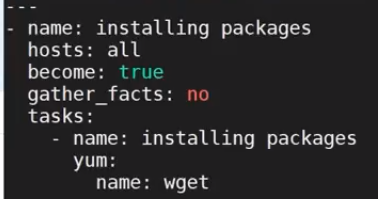 ---
- name: installing packages
  hosts: all
  become: true
  gather_facts: no
  tasks:
    - name: installing packages
      yum:
        name: wget